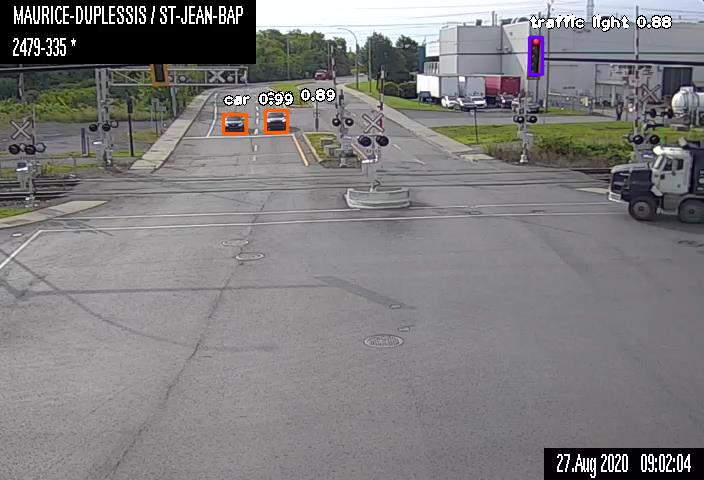 MAURICE-DUPLESSIS / ST-JEAN-BAP
2479-335 *
traffic light 0.88
car 0.99
0.89
27.Aug 2020 09:02:04